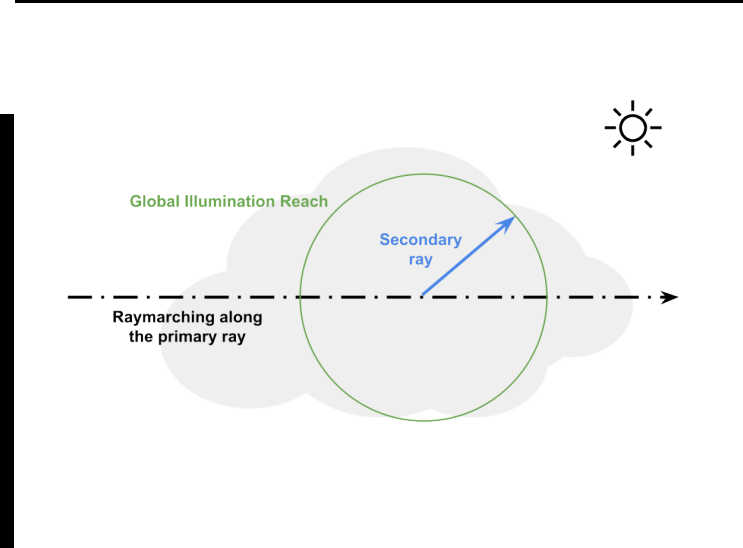 Global Illumination Reach
Secondary
ray
Raymarching along
the primary ray